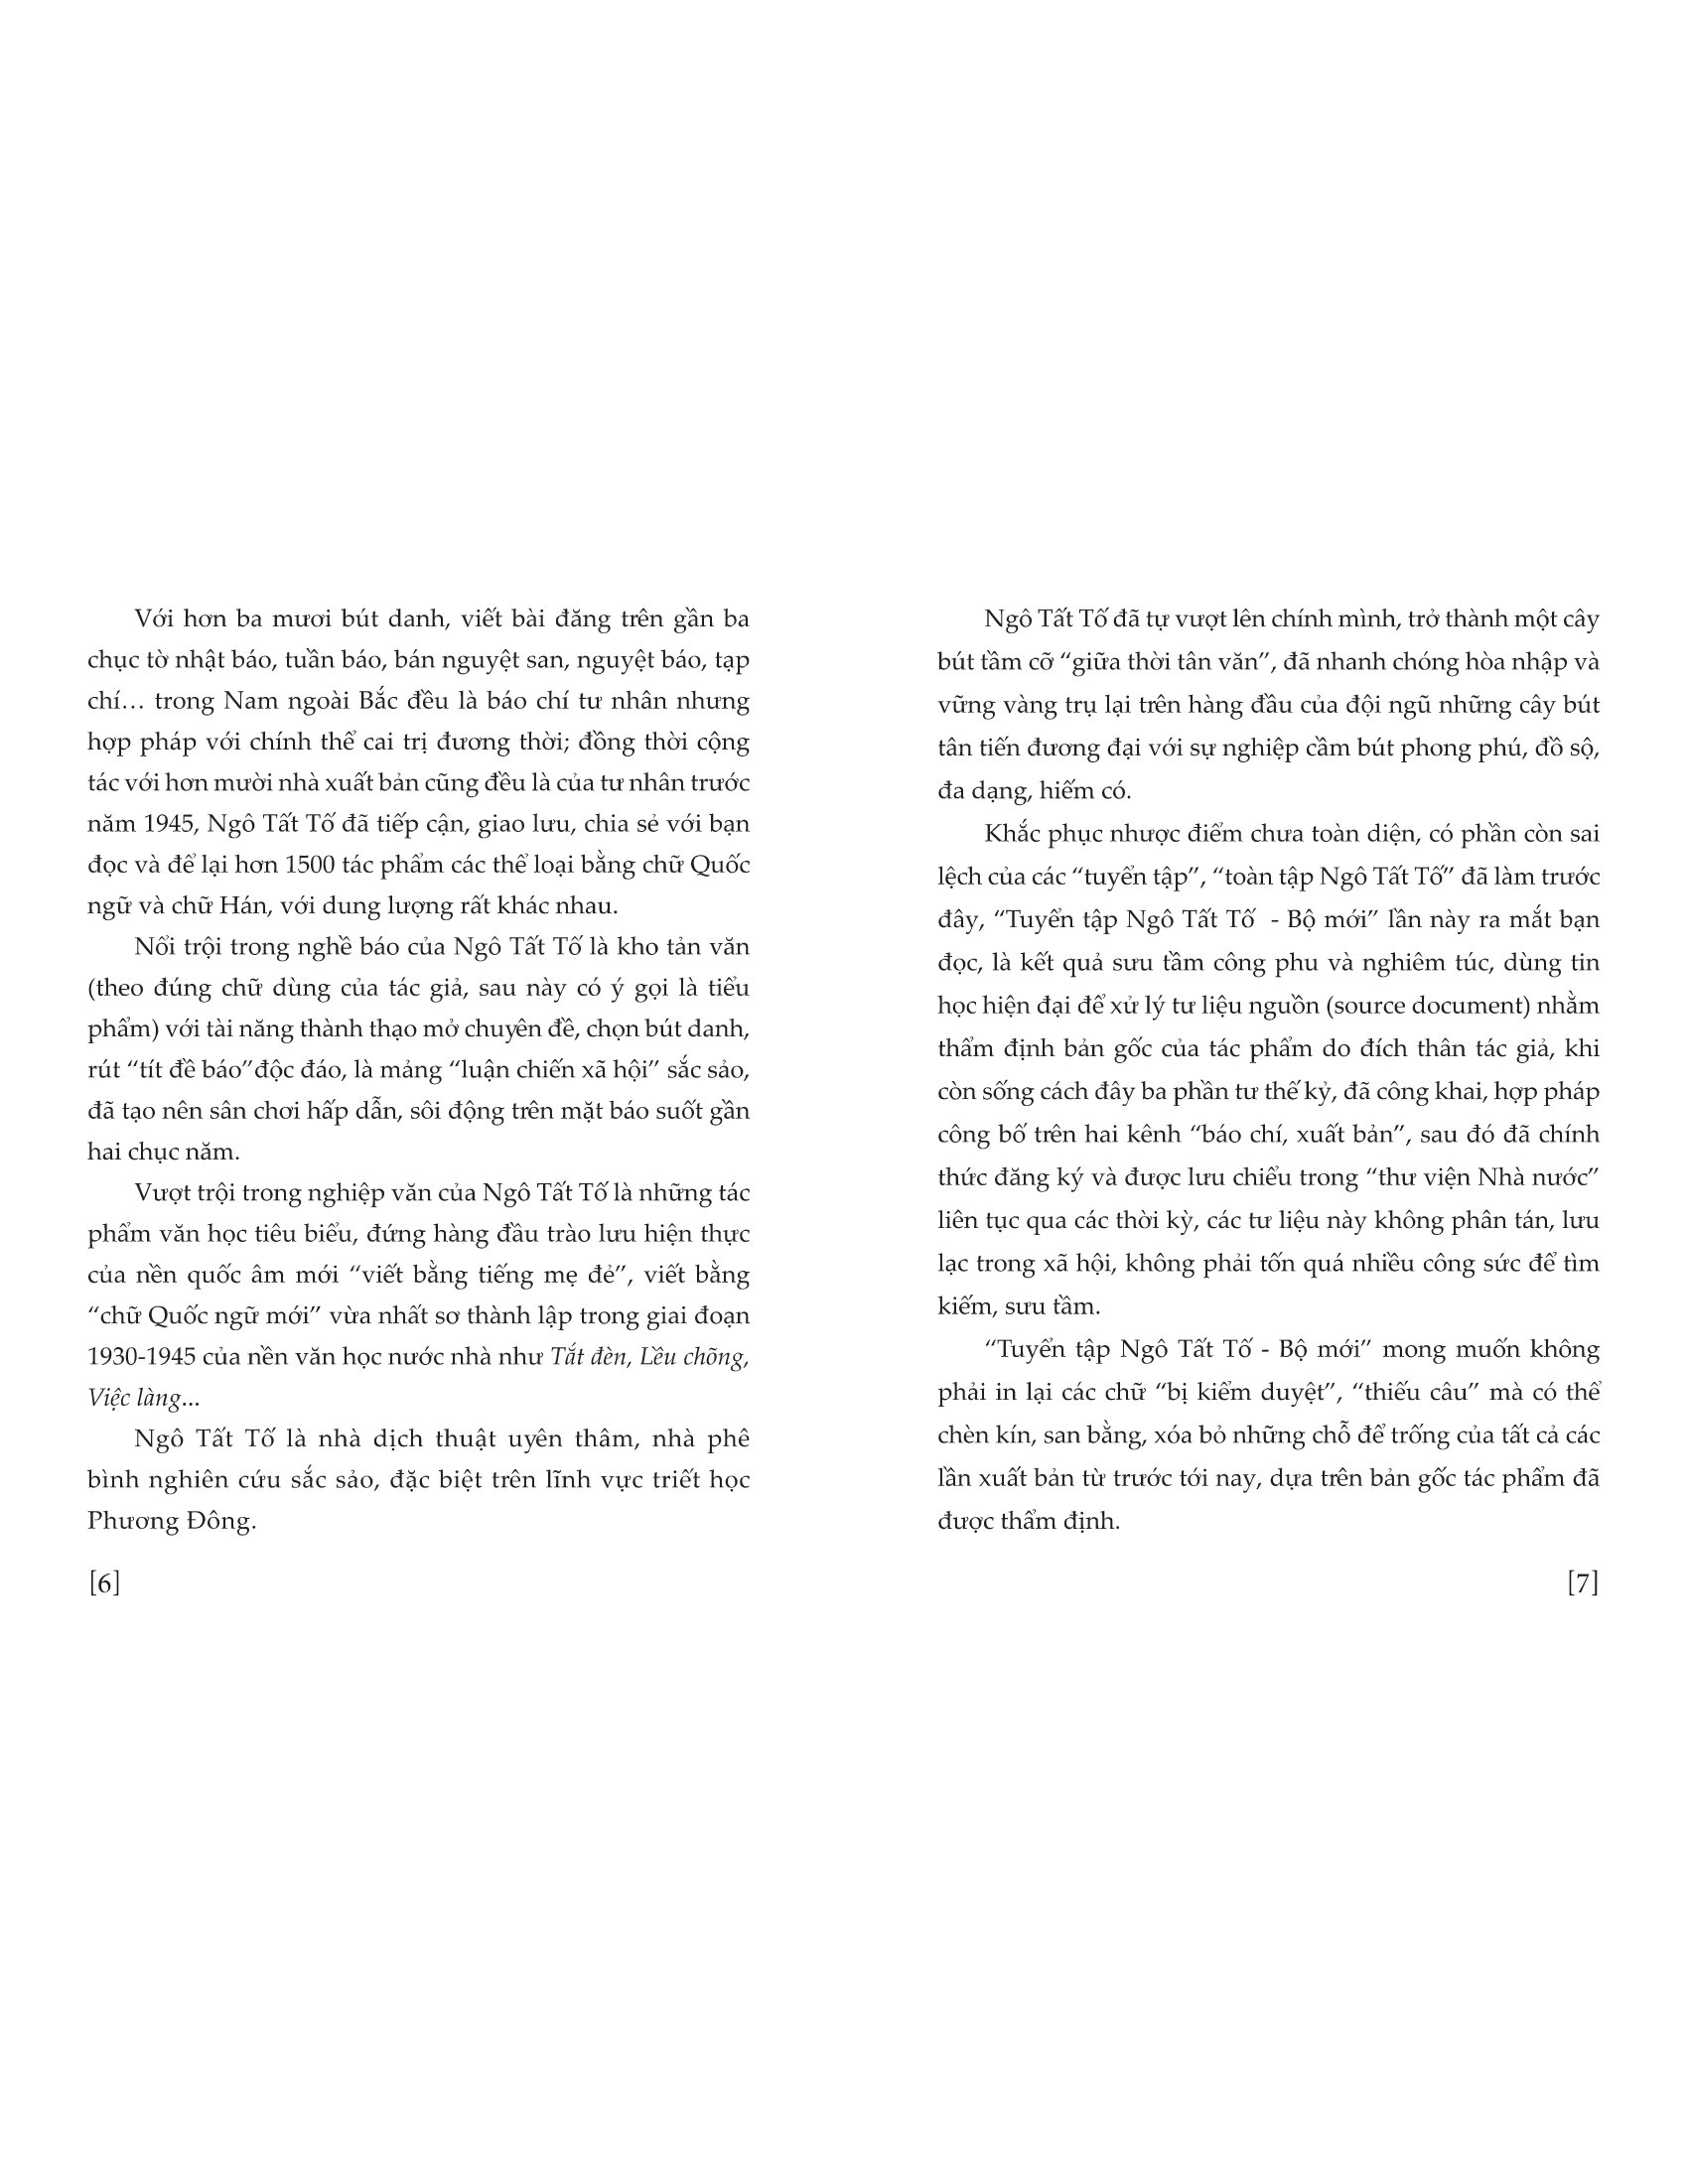 Với hơn ba mươi bút danh, viết bài đăng trên gần ba
chục tờ nhật báo, tuần báo, bán nguyệt san, nguyệt báo, tạp
chí… trong Nam ngoài Bắc đều là báo chí tư nhân nhưng
hợp pháp với chính thể cai trị đương thời; đồng thời cộng
tác với hơn mười nhà xuất bản cũng đều là của tư nhân trước
năm 1945, Ngô Tất Tố đã tiếp cận, giao lưu, chia sẻ với bạn
đọc và để lại hơn 1500 tác phẩm các thể loại bằng chữ Quốc
ngữ và chữ Hán, với dung lượng rất khác nhau.
Nổi trội trong nghề báo của Ngô Tất Tố là kho tản văn
(theo đúng chữ dùng của tác giả, sau này có ý gọi là tiểu
phẩm) với tài năng thành thạo mở chuyên đề, chọn bút danh,
rút “tít đề báo”độc đáo, là mảng “luận chiến xã hội” sắc sảo,
đã tạo nên sân chơi hấp dẫn, sôi động trên mặt báo suốt gần
hai chục năm.
Vượt trội trong nghiệp văn của Ngô Tất Tố là những tác
phẩm văn học tiêu biểu, đứng hàng đầu trào lưu hiện thực
của nền quốc âm mới “viết bằng tiếng mẹ đẻ”, viết bằng
“chữ Quốc ngữ mới” vừa nhất sơ thành lập trong giai đoạn
1930-1945 của nền văn học nước nhà như Tắt đèn, Lều chõng,
Việc làng...
Ngô Tất Tố là nhà dịch thuật uyên thâm, nhà phê
bình nghiên cứu sắc sảo, đặc biệt trên lĩnh vực triết học
Phương Đông.
[6]
Ngô Tất Tố đã tự vượt lên chính mình, trở thành một cây
bút tầm cỡ “giữa thời tân văn”, đã nhanh chóng hòa nhập và
vững vàng trụ lại trên hàng đầu của đội ngũ những cây bút
tân tiến đương đại với sự nghiệp cầm bút phong phú, đồ sộ,
đa dạng, hiếm có.
Khắc phục nhược điểm chưa toàn diện, có phần còn sai
lệch của các “tuyển tập”, “toàn tập Ngô Tất Tố” đã làm trước
đây, “Tuyển tập Ngô Tất Tố  - Bộ mới” lần này ra mắt bạn
đọc, là kết quả sưu tầm công phu và nghiêm túc, dùng tin
học hiện đại để xử lý tư liệu nguồn (source document) nhằm
thẩm định bản gốc của tác phẩm do đích thân tác giả, khi
còn sống cách đây ba phần tư thế kỷ, đã công khai, hợp pháp
công bố trên hai kênh “báo chí, xuất bản”, sau đó đã chính
thức đăng ký và được lưu chiểu trong “thư viện Nhà nước”
liên tục qua các thời kỳ, các tư liệu này không phân tán, lưu
lạc trong xã hội, không phải tốn quá nhiều công sức để tìm
kiếm, sưu tầm.
“Tuyển tập Ngô Tất Tố - Bộ mới” mong muốn không
phải in lại các chữ “bị kiểm duyệt”, “thiếu câu” mà có thể
chèn kín, san bằng, xóa bỏ những chỗ để trống của tất cả các
lần xuất bản từ trước tới nay, dựa trên bản gốc tác phẩm đã
được thẩm định.
[7]